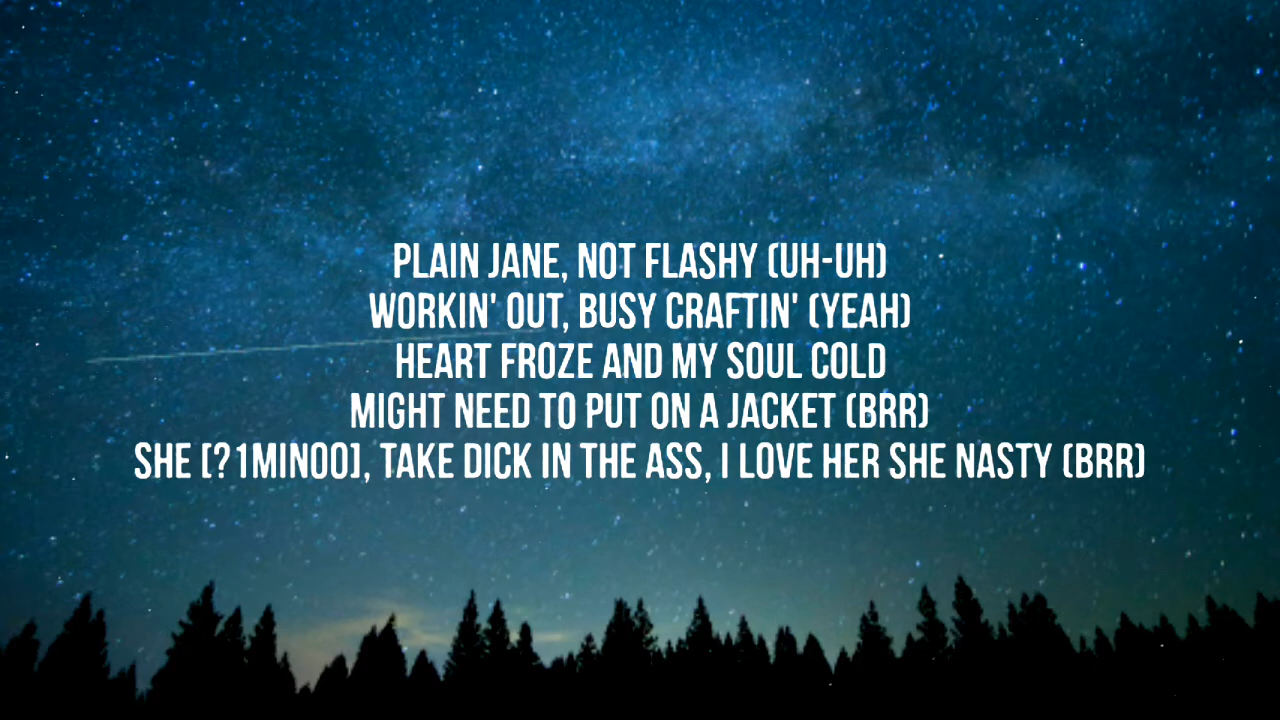 PLAIN JANE, NOT FLASHY (UH-UH)
WORKIN' OUT, BUSY CRAFTIN' (YEAH)
HEART FROZE AND MY SOUL COLD
MIGHT NEED TO PUT ON A JACKET (BRR)
SHE [?1MIN00], TAKE DICK IN THE ASS, I LOVE HER SHE NASTY (BRR)